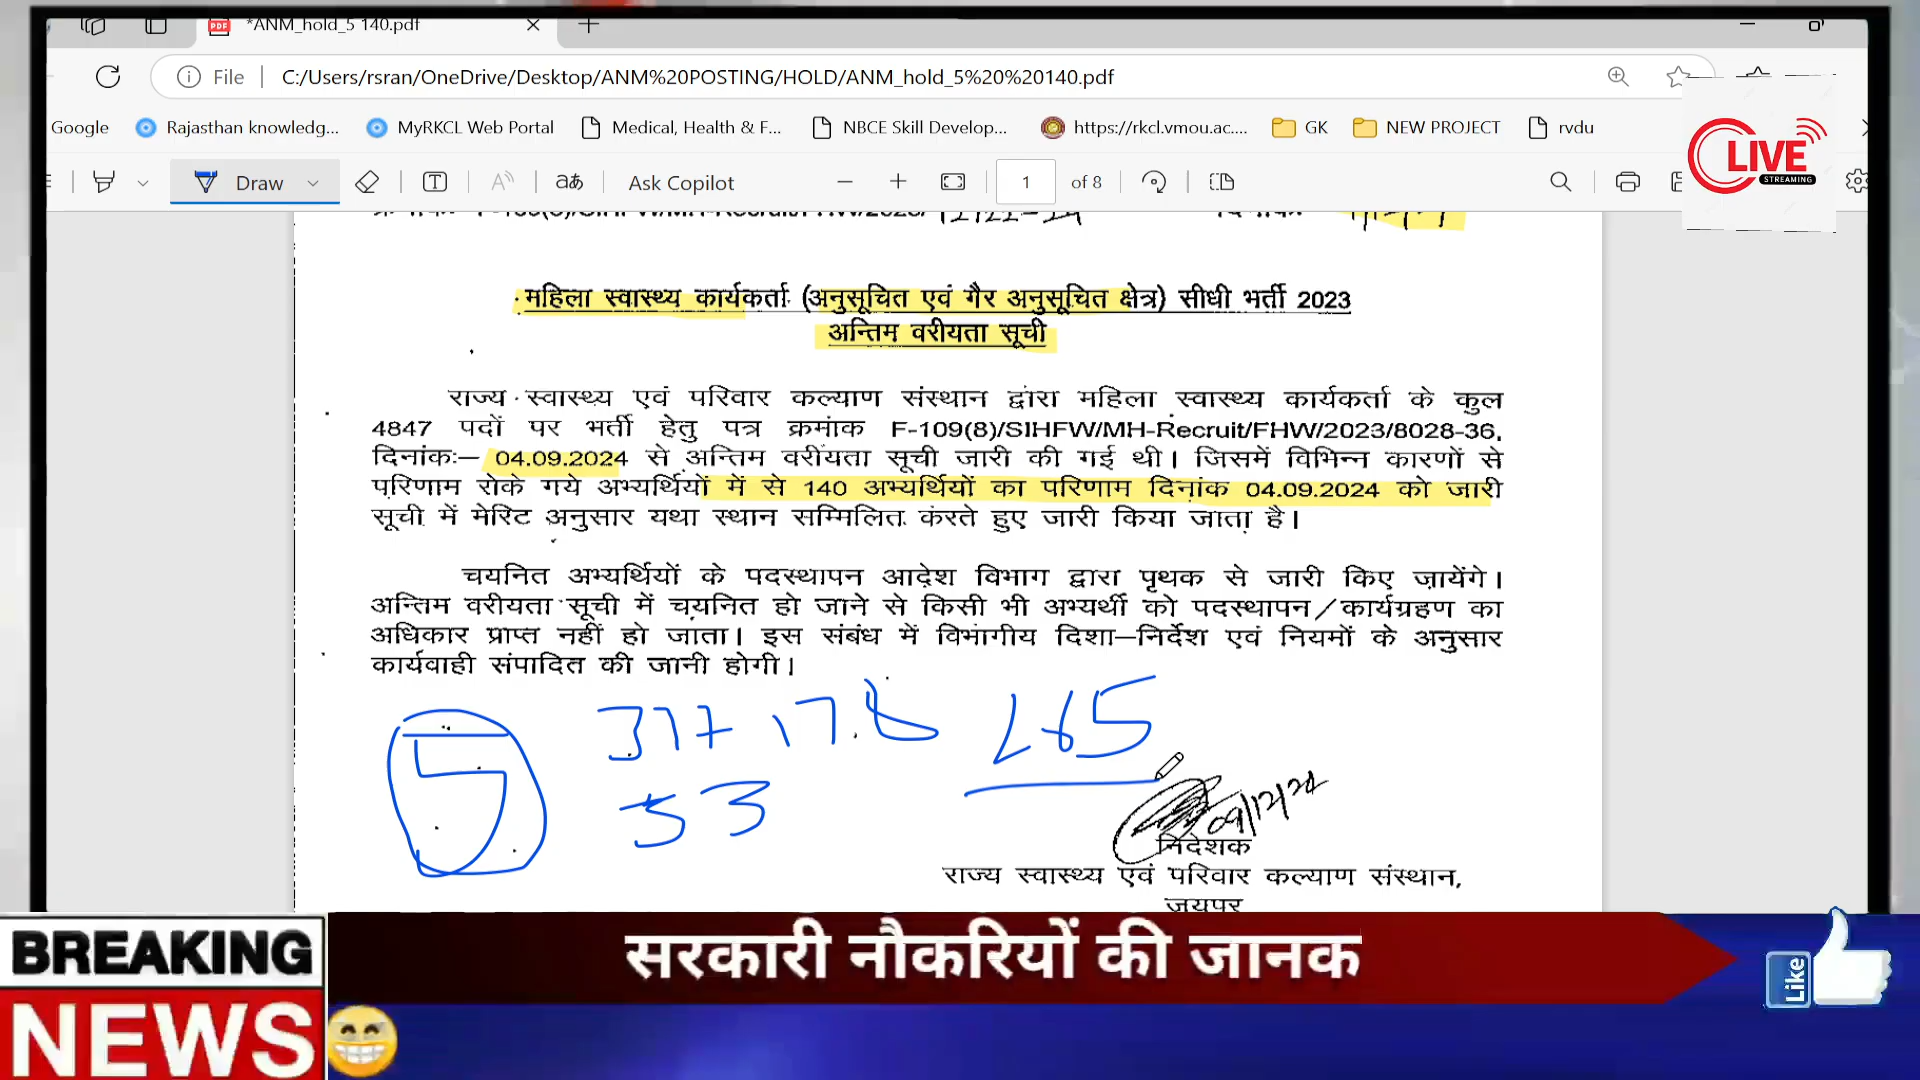 *ANM_hold_5 140.pdf
File C:/Users/rsran/OneDrive/Desktop/ANM%20POSTING/HOLD/ANM_hold_5%20%20140.pdf
Google Rajasthan knowledg... MyRKCL Web Portal Medical, Health & F... NBCE Skill Develop... https://rkcl.vmou.ac.... GK NEW PROJECT rvdu
LIVE
STREAMING
Draw aあ Ask Copilot 1 of 8
महिला स्वास्थ्य कार्यकर्ता (अनुसूचित एवं गैर अनुसूचित क्षेत्र) सीधी भर्ती 2023
अन्तिम वरीयता सूची
राज्य स्वास्थ्य एवं परिवार कल्याण संस्थान द्वारा महिला स्वास्थ्य कार्यकर्ता के कुल
4847 पदों पर भर्ती हेतु पत्र क्रमांक F-109(8)/SIHFW/MH-Recruit/FHW/2023/8028-36,
दिनांकः– 04.09.2024 से अन्तिम वरीयता सूची जारी की गई थी। जिसमें विभिन्न कारणों से
परिणाम रोके गये अभ्यर्थियों में से 140 अभ्यर्थियों का परिणाम दिनांक 04.09.2024 को जारी
सूची में मेरिट अनुसार यथा स्थान सम्मिलित करते हुए जारी किया जाता है।
चयनित अभ्यर्थियों के पदस्थापन आदेश विभाग द्वारा पृथक से जारी किए जायेंगे।
अन्तिम वरीयता सूची में चयनित हो जाने से किसी भी अभ्यर्थी को पदस्थापन/कार्यग्रहण का
अधिकार प्राप्त नहीं हो जाता। इस संबंध में विभागीय दिशा–निर्देश एवं नियमों के अनुसार
कार्यवाही संपादित की जानी होगी।
5
53
09/12/24
निदेशक
राज्य स्वास्थ्य एवं परिवार कल्याण संस्थान,
जयपुर
BREAKING
NEWS
सरकारी नौकरियों की जानक
Like